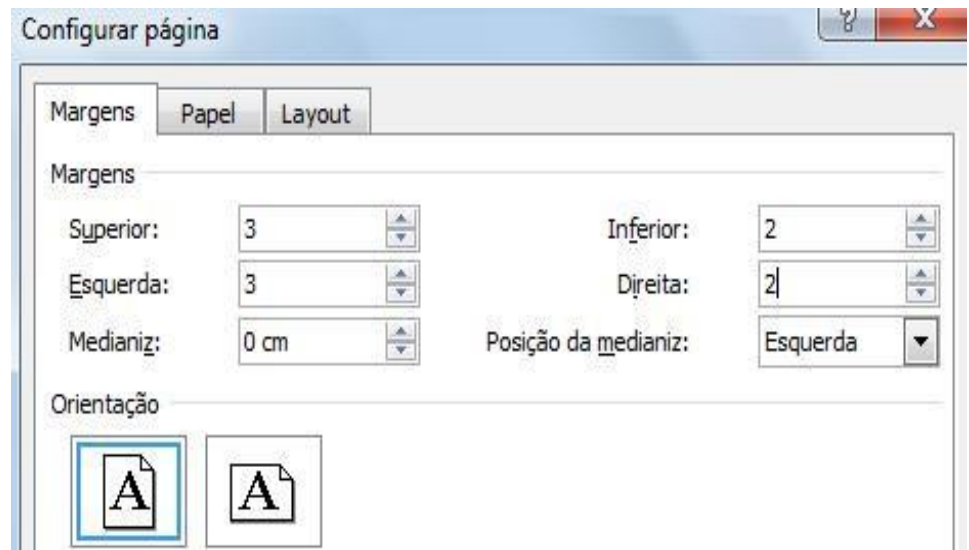 Configurar página
? X
Margens Papel Layout
Margens
Superior: 3 Inferior: 2
Esquerda: 3 Direita: 2
Medianiz: 0 cm Posição da medianiz: Esquerda
Orientação
A A